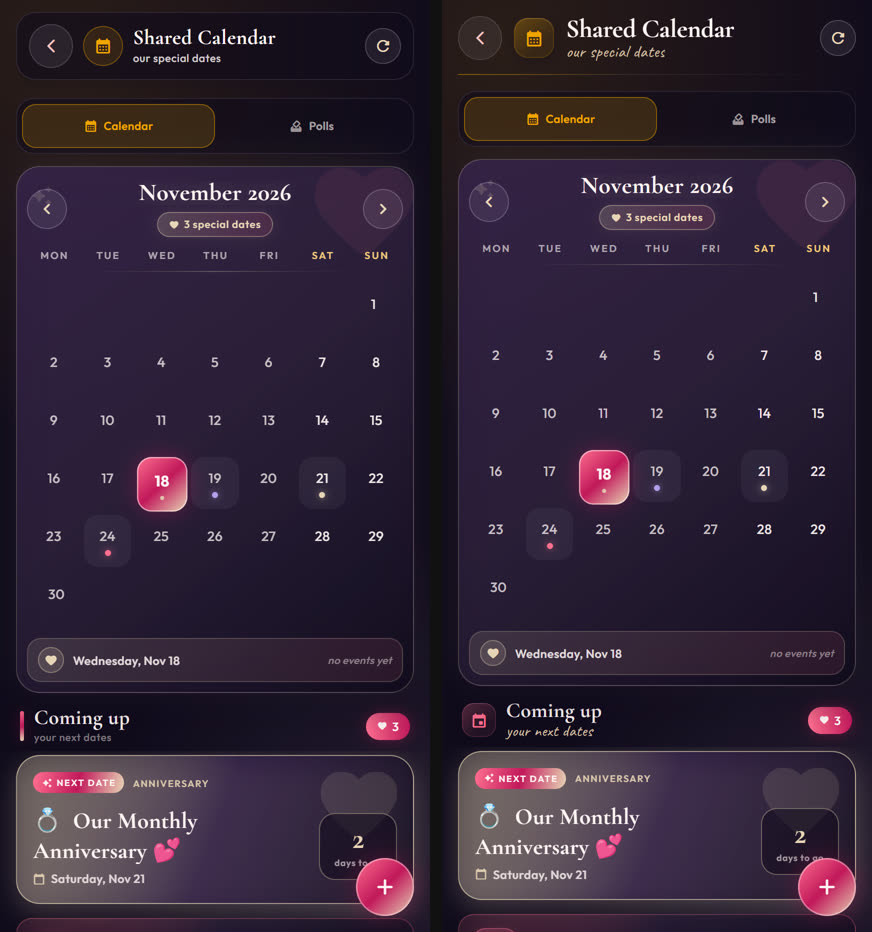 Shared Calendar
our special dates
Calendar
Polls
November 2026
3 special dates
MON TUE WED THU FRI SAT SUN
1
2 3 4 5 6 7 8
9 10 11 12 13 14 15
16 17 18 19 20 21 22
23 24 25 26 27 28 29
30
Wednesday, Nov 18 no events yet
Coming up
your next dates
3
NEXT DATE ANNIVERSARY
💍 Our Monthly
Anniversary 💕
2
days to
Saturday, Nov 21
+
Shared Calendar
our special dates
Calendar
Polls
November 2026
3 special dates
MON TUE WED THU FRI SAT SUN
1
2 3 4 5 6 7 8
9 10 11 12 13 14 15
16 17 18 19 20 21 22
23 24 25 26 27 28 29
30
Wednesday, Nov 18 no events yet
Coming up
your next dates
3
NEXT DATE ANNIVERSARY
💍 Our Monthly
Anniversary 💕
2
days to go
Saturday, Nov 21
+